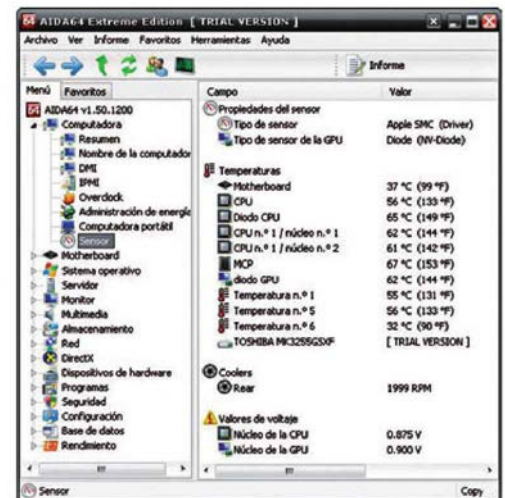 AIDA64 Extreme Edition [ TRIAL VERSION ]
Archivo Ver Informe Favoritos Herramientas Ayuda
Informe
Menú Favoritos
Campo Valor
AIDA64 v1.50.1200
Computadora
Resumen
Nombre de la computador
DMI
IPMI
Overclock
Administración de energía
Computadora portátil
Sensor
Motherboard
Sistema operativo
Servidor
Monitor
Multimedia
Almacenamiento
Red
DirectX
Dispositivos de hardware
Programas
Seguridad
Configuración
Base de datos
Rendimiento
Propiedades del sensor
Tipo de sensor Apple SMC (Driver)
Tipo de sensor de la GPU Diode (NV-Diode)
Temperaturas
Motherboard 37 °C (99 °F)
CPU 56 °C (133 °F)
Diodo CPU 65 °C (149 °F)
CPU n.º 1 / núcleo n.º 1 62 °C (144 °F)
CPU n.º 1 / núcleo n.º 2 61 °C (142 °F)
MCP 67 °C (153 °F)
diodo GPU 62 °C (144 °F)
Temperatura n.º 1 55 °C (131 °F)
Temperatura n.º 5 56 °C (133 °F)
Temperatura n.º 6 32 °C (90 °F)
TOSHIBA MK3255GSXF [ TRIAL VERSION ]
Coolers
Rear 1999 RPM
Valores de voltaje
Núcleo de la CPU 0.875 V
Núcleo de la GPU 0.900 V
Sensor Copy